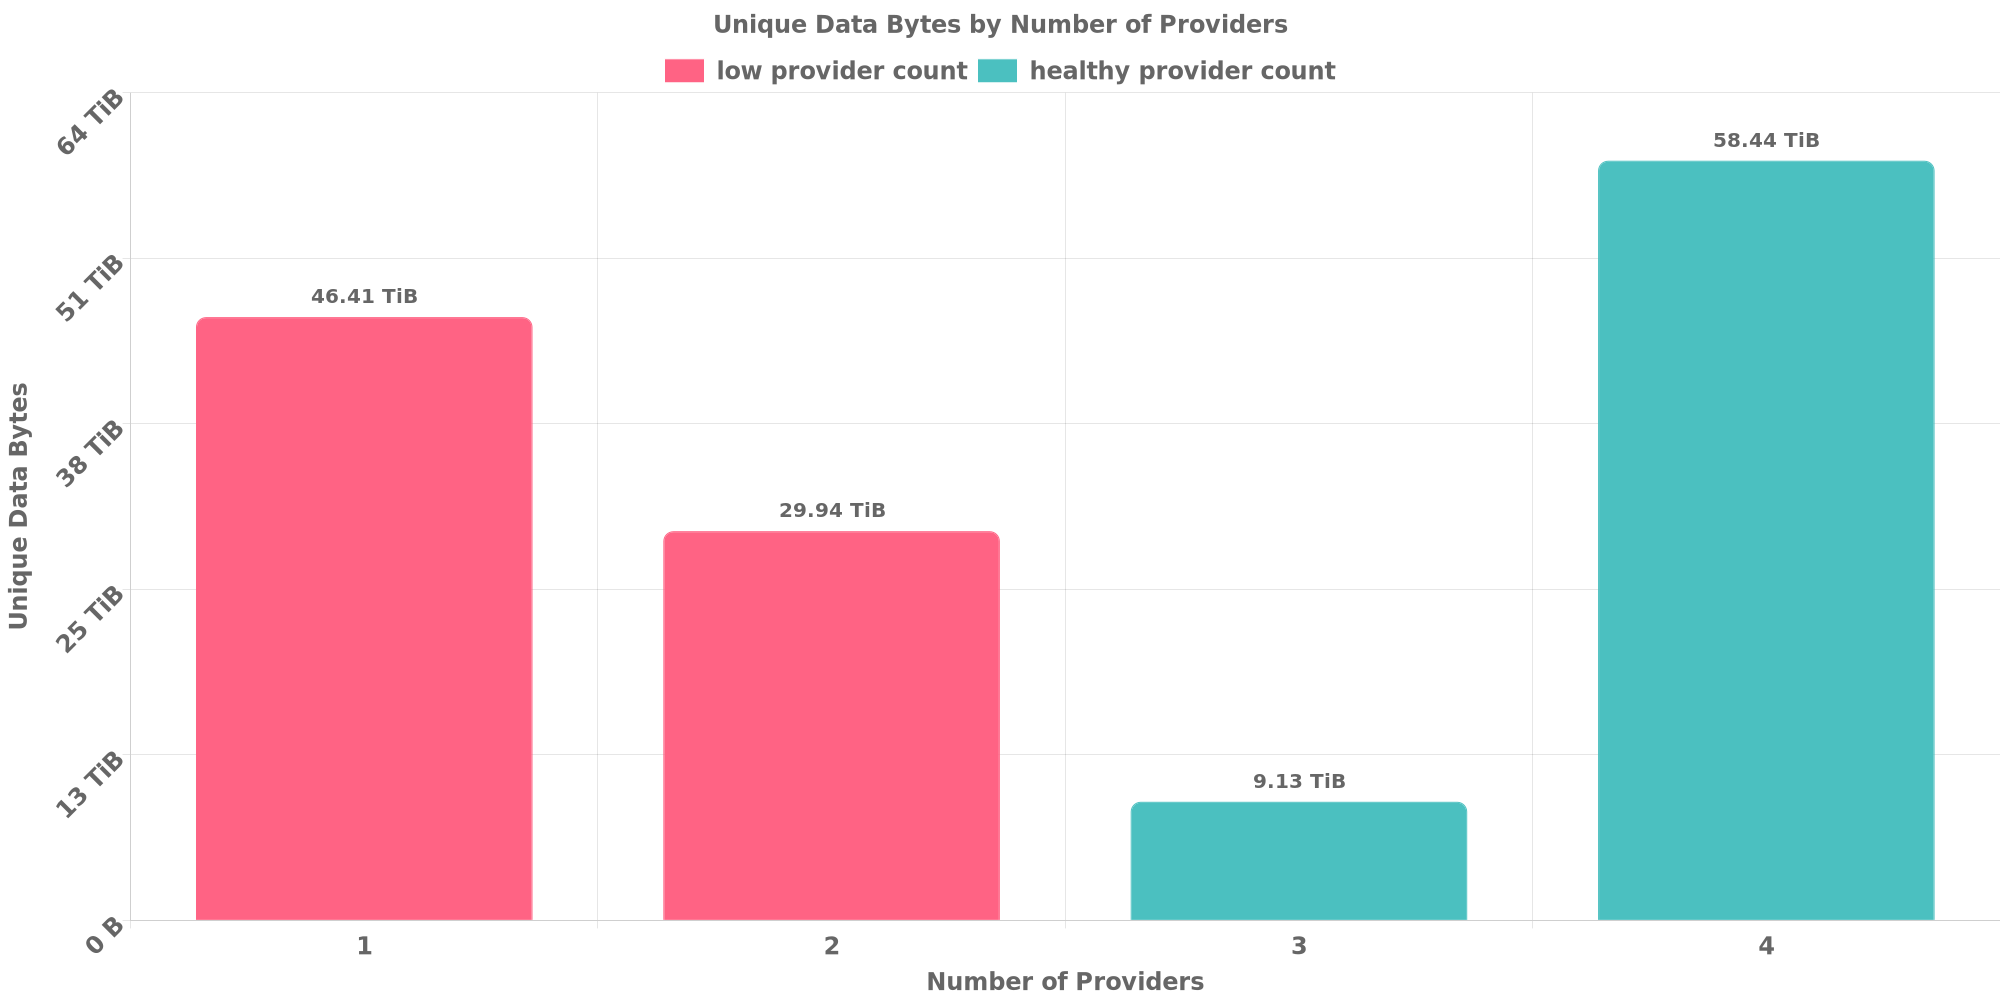 Unique Data Bytes by Number of Providers
low provider count healthy provider count
64 TiB
51 TiB
38 TiB
25 TiB
13 TiB
0 B
Unique Data Bytes
46.41 TiB
29.94 TiB
9.13 TiB
58.44 TiB
1 2 3 4
Number of Providers